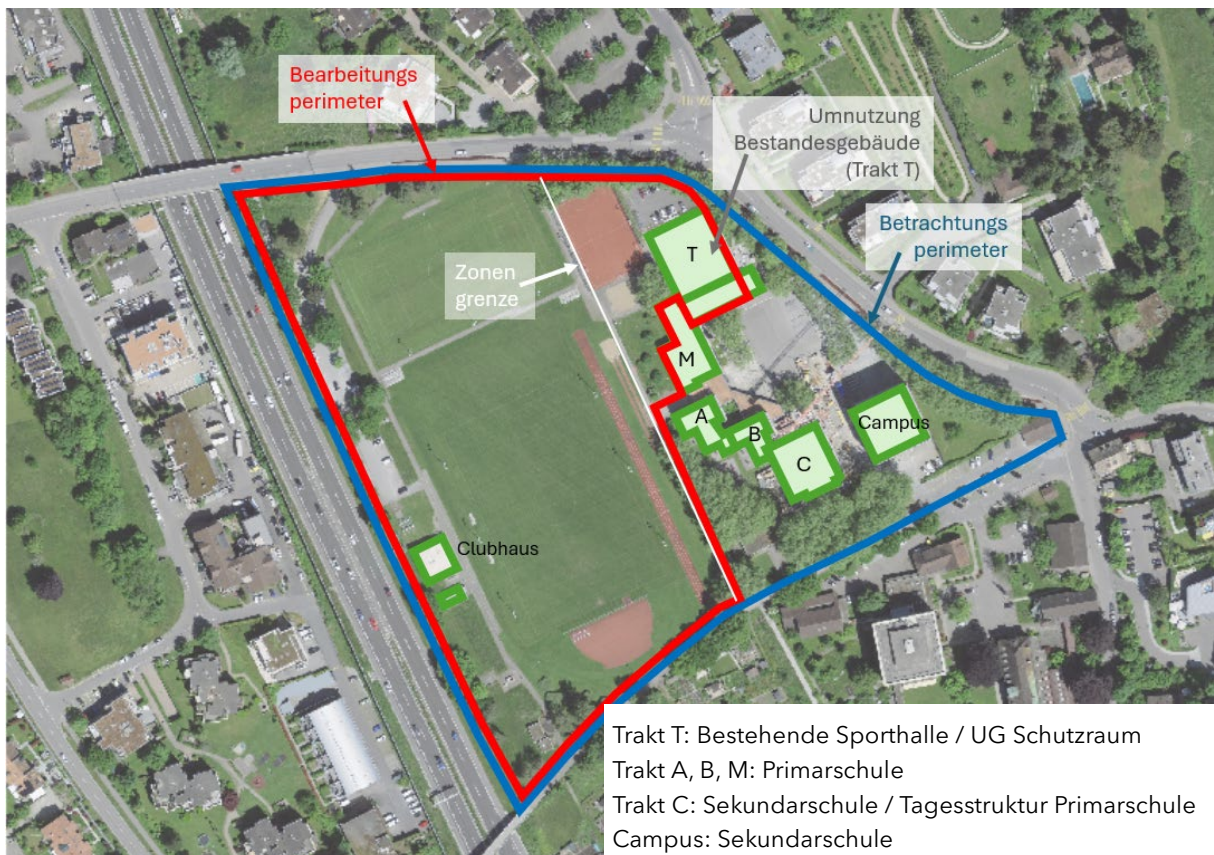 Bearbeitungs
perimeter
Umnutzung
Bestandesgebäude
(Trakt T)
Betrachtungs
perimeter
Zonen
grenze
T
M
A
B
C
Campus
Clubhaus
Trakt T: Bestehende Sporthalle / UG Schutzraum
Trakt A, B, M: Primarschule
Trakt C: Sekundarschule / Tagesstruktur Primarschule
Campus: Sekundarschule